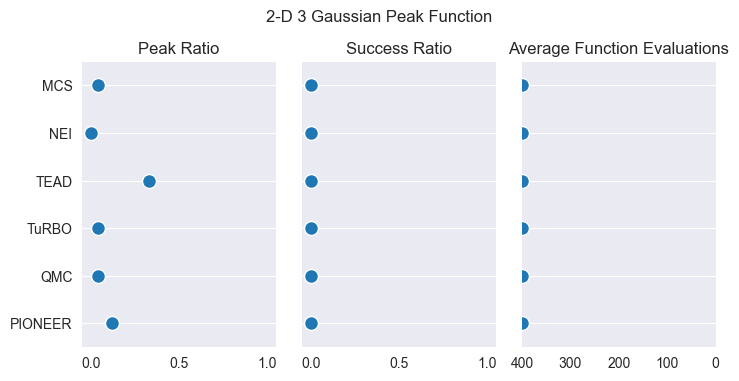 2-D 3 Gaussian Peak Function
Peak Ratio
Success Ratio
Average Function Evaluations
MCS
NEI
TEAD
TuRBO
QMC
PIONEER
0.0 0.5 1.0
0.0 0.5 1.0
400 300 200 100 0